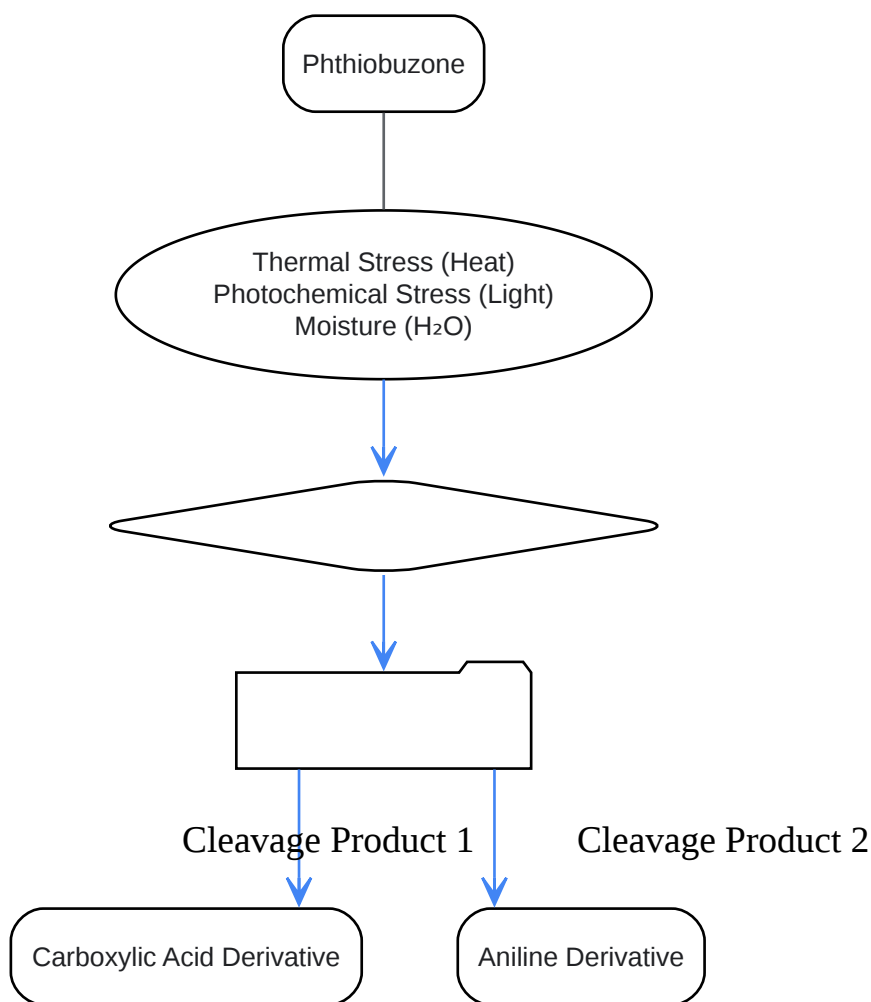 Phthiobuzone
Thermal Stress (Heat)
Photochemical Stress (Light)
Moisture (H₂O)
Cleavage Product 1
Cleavage Product 2
Carboxylic Acid Derivative
Aniline Derivative